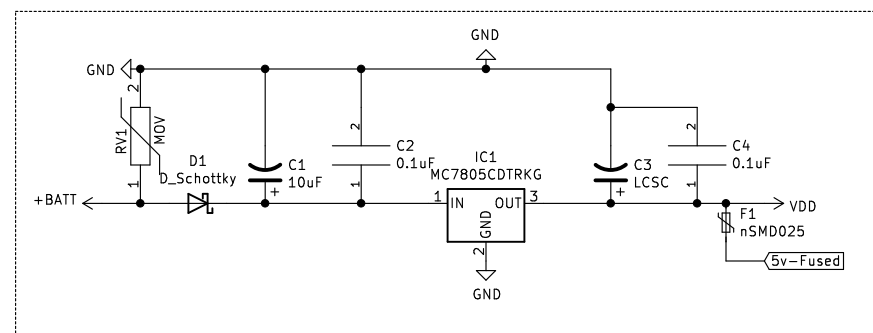 GND
GND
2
RV1
MOV
1
D1
D_Schottky
+BATT
C1
10uF
+
2
C2
0.1uF
1
IC1
MC7805CDTRKG
1 IN OUT 3
GND
2
GND
C3
LCSC
+
2
C4
0.1uF
1
VDD
F1
nSMD025
5v-Fused